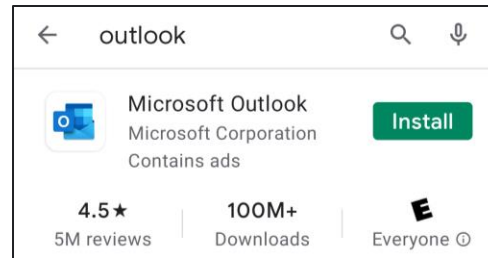 outlook
Microsoft Outlook
Microsoft Corporation
Contains ads
Install
4.5★
5M reviews
100M+
Downloads
E
Everyone ⓘ